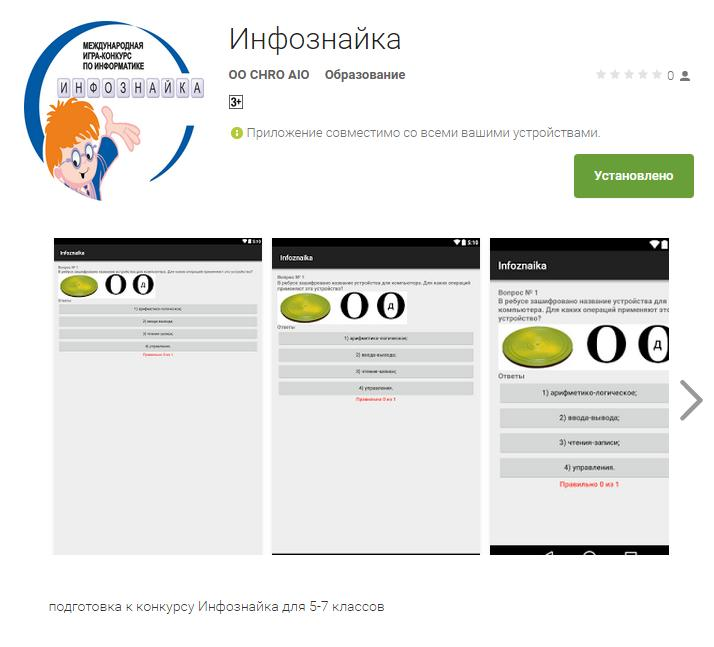 МЕЖДУНАРОДНАЯ
ИГРА-КОНКУРС
ПО ИНФОРМАТИКЕ
ИНФОЗНАЙКА
Инфознайка
OO CHRO AIO Образование
0
3+
Приложение совместимо со всеми вашими устройствами.
Установлено
5:10
Infoznaika
Вопрос № 1
В ребусе зашифровано название устройства для компьютера. Для каких операций применяют это устройство?
О О д
Ответы
1) арифметико-логическое;
2) ввода-вывода;
3) чтения-записи;
4) управления.
Правильно 0 из 1
5:10
Infoznaika
Вопрос № 1
В ребусе зашифровано название устройства для компьютера. Для каких операций
применяют это устройство?
О О д
Ответы
1) арифметико-логическое;
2) ввода-вывода;
3) чтения-записи;
4) управления.
Правильно 0 из 1
Infoznaika
Вопрос № 1
В ребусе зашифровано название устройства для
компьютера. Для каких операций применяют это
устройство?
О О д
Ответы
1) арифметико-логическое;
2) ввода-вывода;
3) чтения-записи;
4) управления.
Правильно 0 из 1
подготовка к конкурсу Инфознайка для 5-7 классов